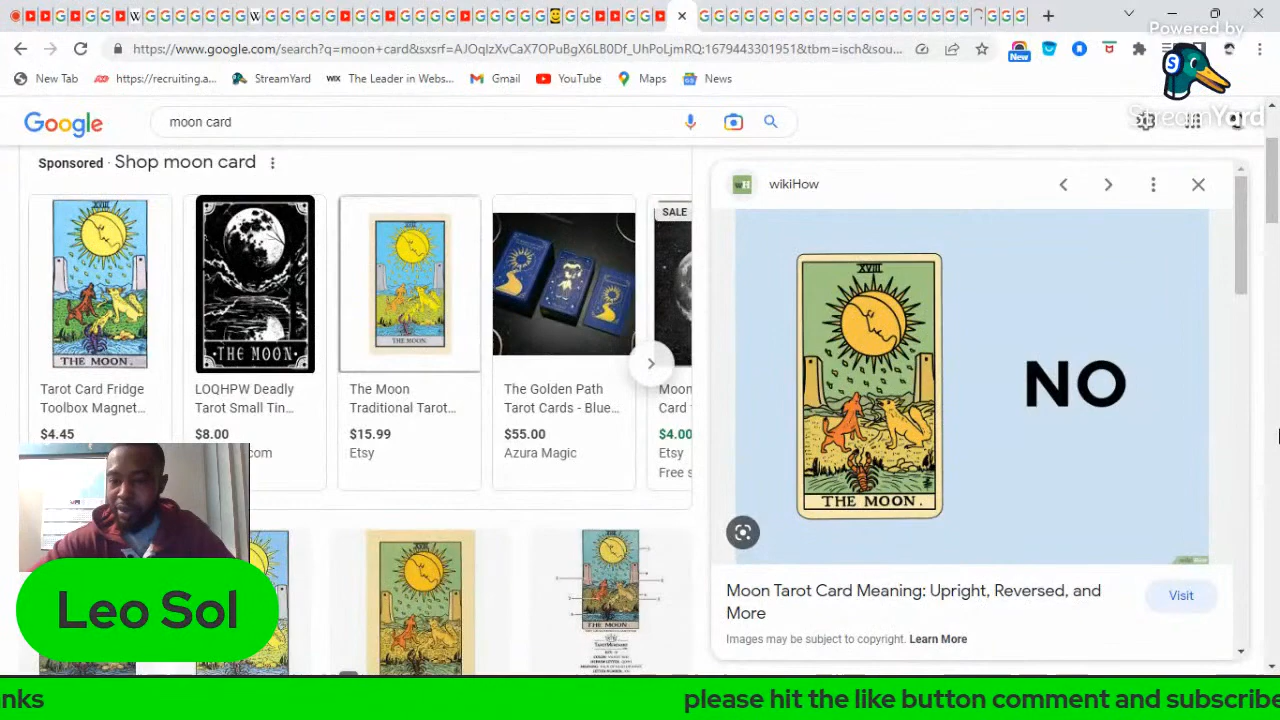 Powered by
StreamYard
https://www.google.com/search?q=moon+card&sxsrf=AJOqlzXvCaX7OPuBgX6LB0Df_UhPoLjmRQ:1679443301951&tbm=isch&sou...
New
New Tab
https://recruiting.a...
StreamYard
WIX The Leader in Webs...
Gmail
YouTube
Maps
News
Google
moon card
Sponsored · Shop moon card
THE MOON.
Tarot Card Fridge
Toolbox Magnet...
$4.45
THE MOON
LOQHPW Deadly
Tarot Small Tin...
$8.00
THE MOON
The Moon
Traditional Tarot...
$15.99
Etsy
The Golden Path
Tarot Cards - Blue...
$55.00
Azura Magic
SALE
Moon
Card
$4.00
Etsy
Free s
wikiHow
XVIII
THE MOON.
NO
Moon Tarot Card Meaning: Upright, Reversed, and
More
Visit
Images may be subject to copyright. Learn More
THE MOON
Leo Sol
nks
please hit the like button comment and subscribe